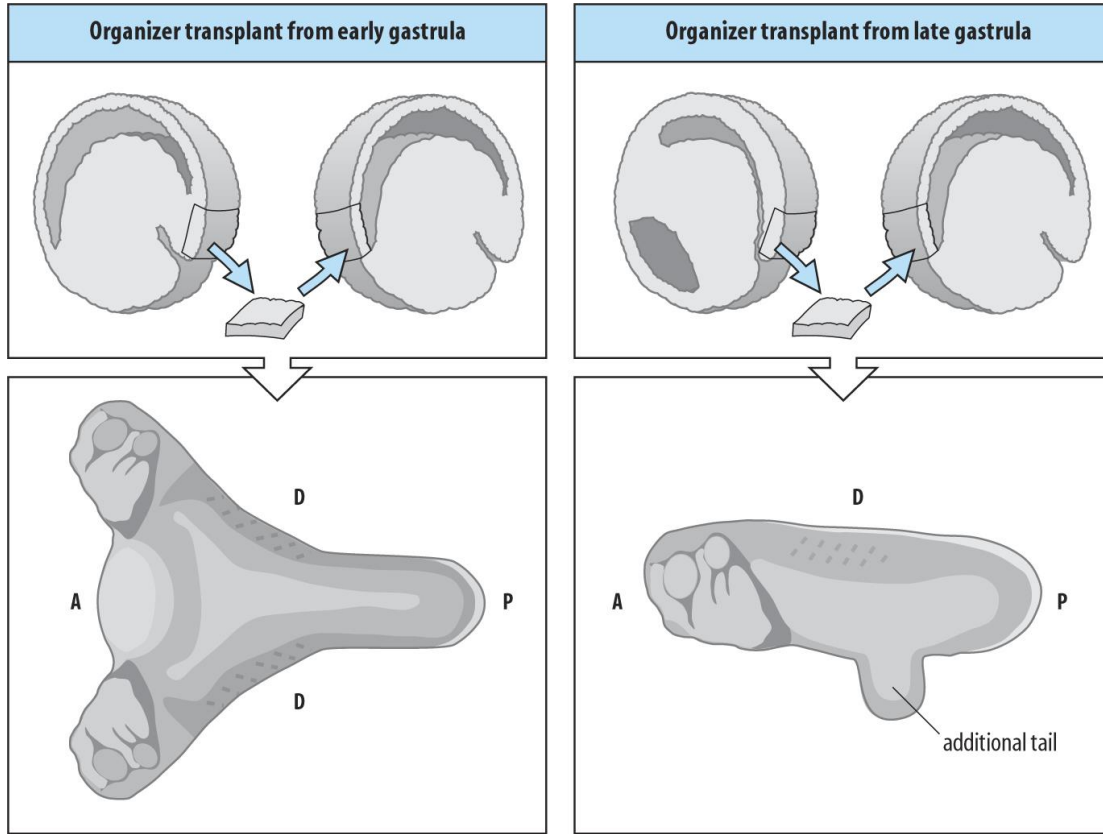 Organizer transplant from early gastrula
Organizer transplant from late gastrula
D
A
P
D
D
A
P
additional tail